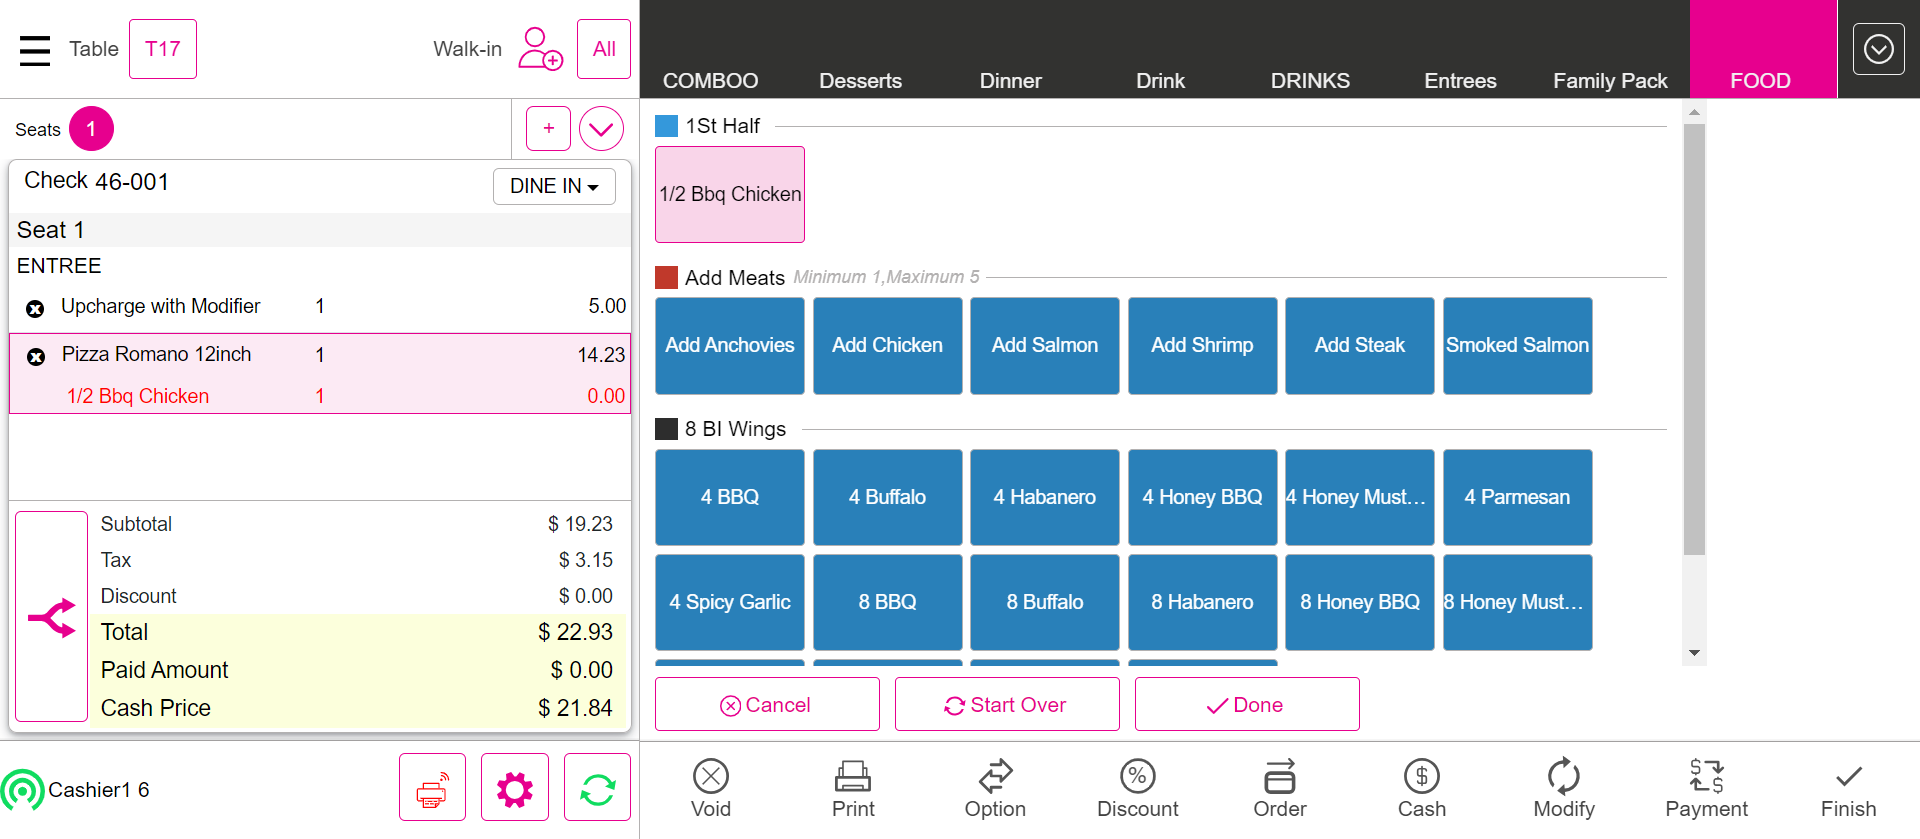 Table T17 Walk-in All
Seats 1 +
Check 46-001 DINE IN
Seat 1
ENTREE
Upcharge with Modifier 1 5.00
Pizza Romano 12inch 1 14.23
1/2 Bbq Chicken 1 0.00
Subtotal $ 19.23
Tax $ 3.15
Discount $ 0.00
Total $ 22.93
Paid Amount $ 0.00
Cash Price $ 21.84
Cashier1 6
COMBOO Desserts Dinner Drink DRINKS Entrees Family Pack FOOD
1St Half
1/2 Bbq Chicken
Add Meats Minimum 1,Maximum 5
Add Anchovies Add Chicken Add Salmon Add Shrimp Add Steak Smoked Salmon
8 BI Wings
4 BBQ 4 Buffalo 4 Habanero 4 Honey BBQ 4 Honey Must... 4 Parmesan
4 Spicy Garlic 8 BBQ 8 Buffalo 8 Habanero 8 Honey BBQ 8 Honey Must...
Cancel Start Over Done
Void Print Option Discount Order Cash Modify Payment Finish